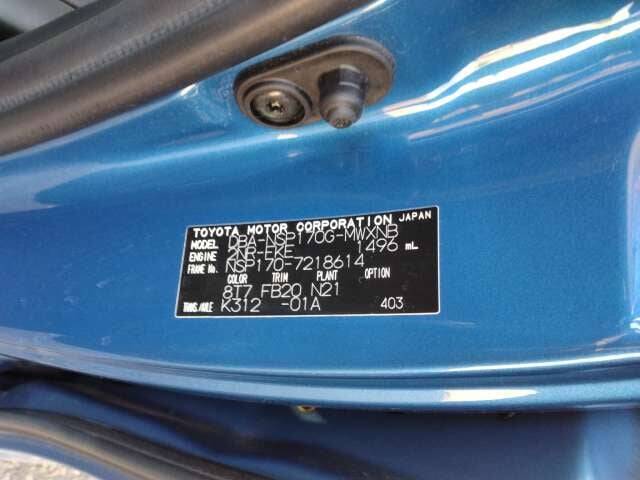 TOYOTA MOTOR CORPORATION JAPAN
MODEL DBA-NSP170G-MWXNB
ENGINE 2NR-FKE 1496 mL
FRAME No. NSP170-7218614
COLOR TRIM PLANT OPTION
8T7 FB20 N21
TRANS./AXLE K312 -01A 403